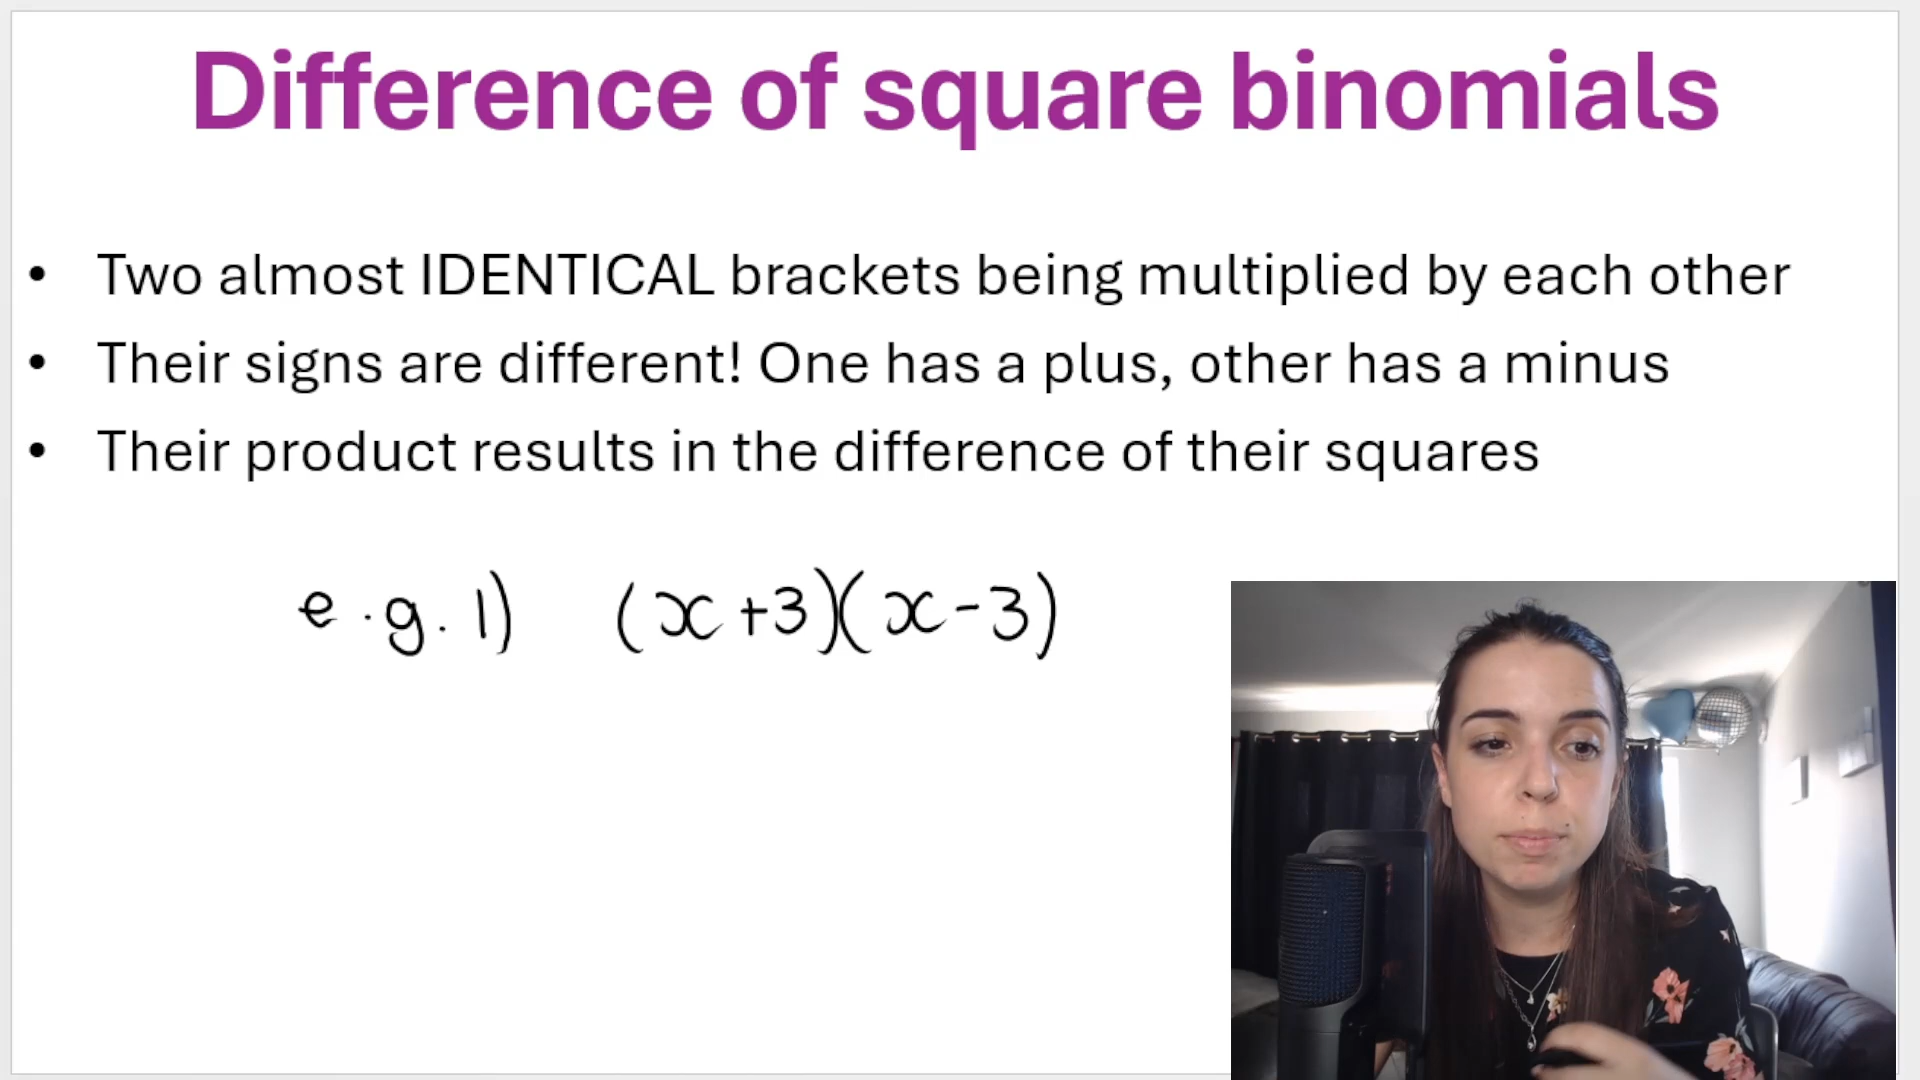 Difference of square binomials
• Two almost IDENTICAL brackets being multiplied by each other
• Their signs are different! One has a plus, other has a minus
• Their product results in the difference of their squares
e.g. 1) (x+3)(x-3)